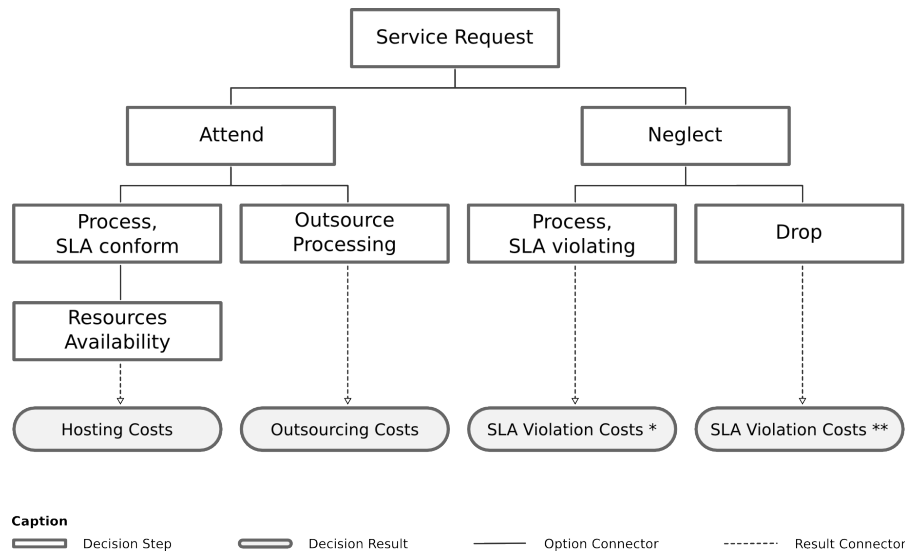 Service Request
Attend
Neglect
Process,
SLA conform
Outsource
Processing
Process,
SLA violating
Drop
Resources
Availability
Hosting Costs
Outsourcing Costs
SLA Violation Costs *
SLA Violation Costs **
Caption
Decision Step
Decision Result
Option Connector
Result Connector